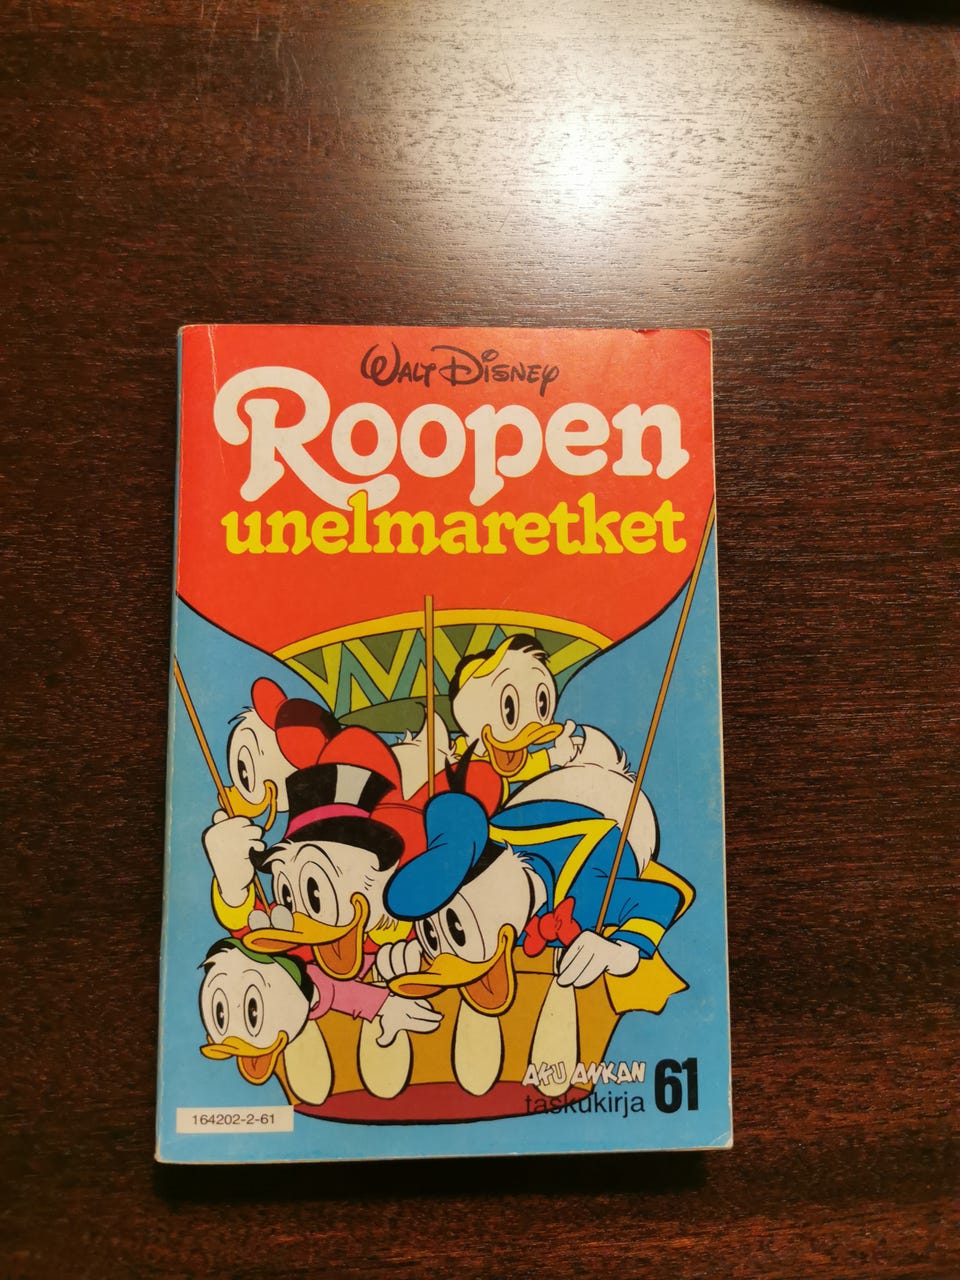 WALT DISNEY
Roopen
unelmaretket
AKU ANKAN
taskukirja 61
164202-2-61